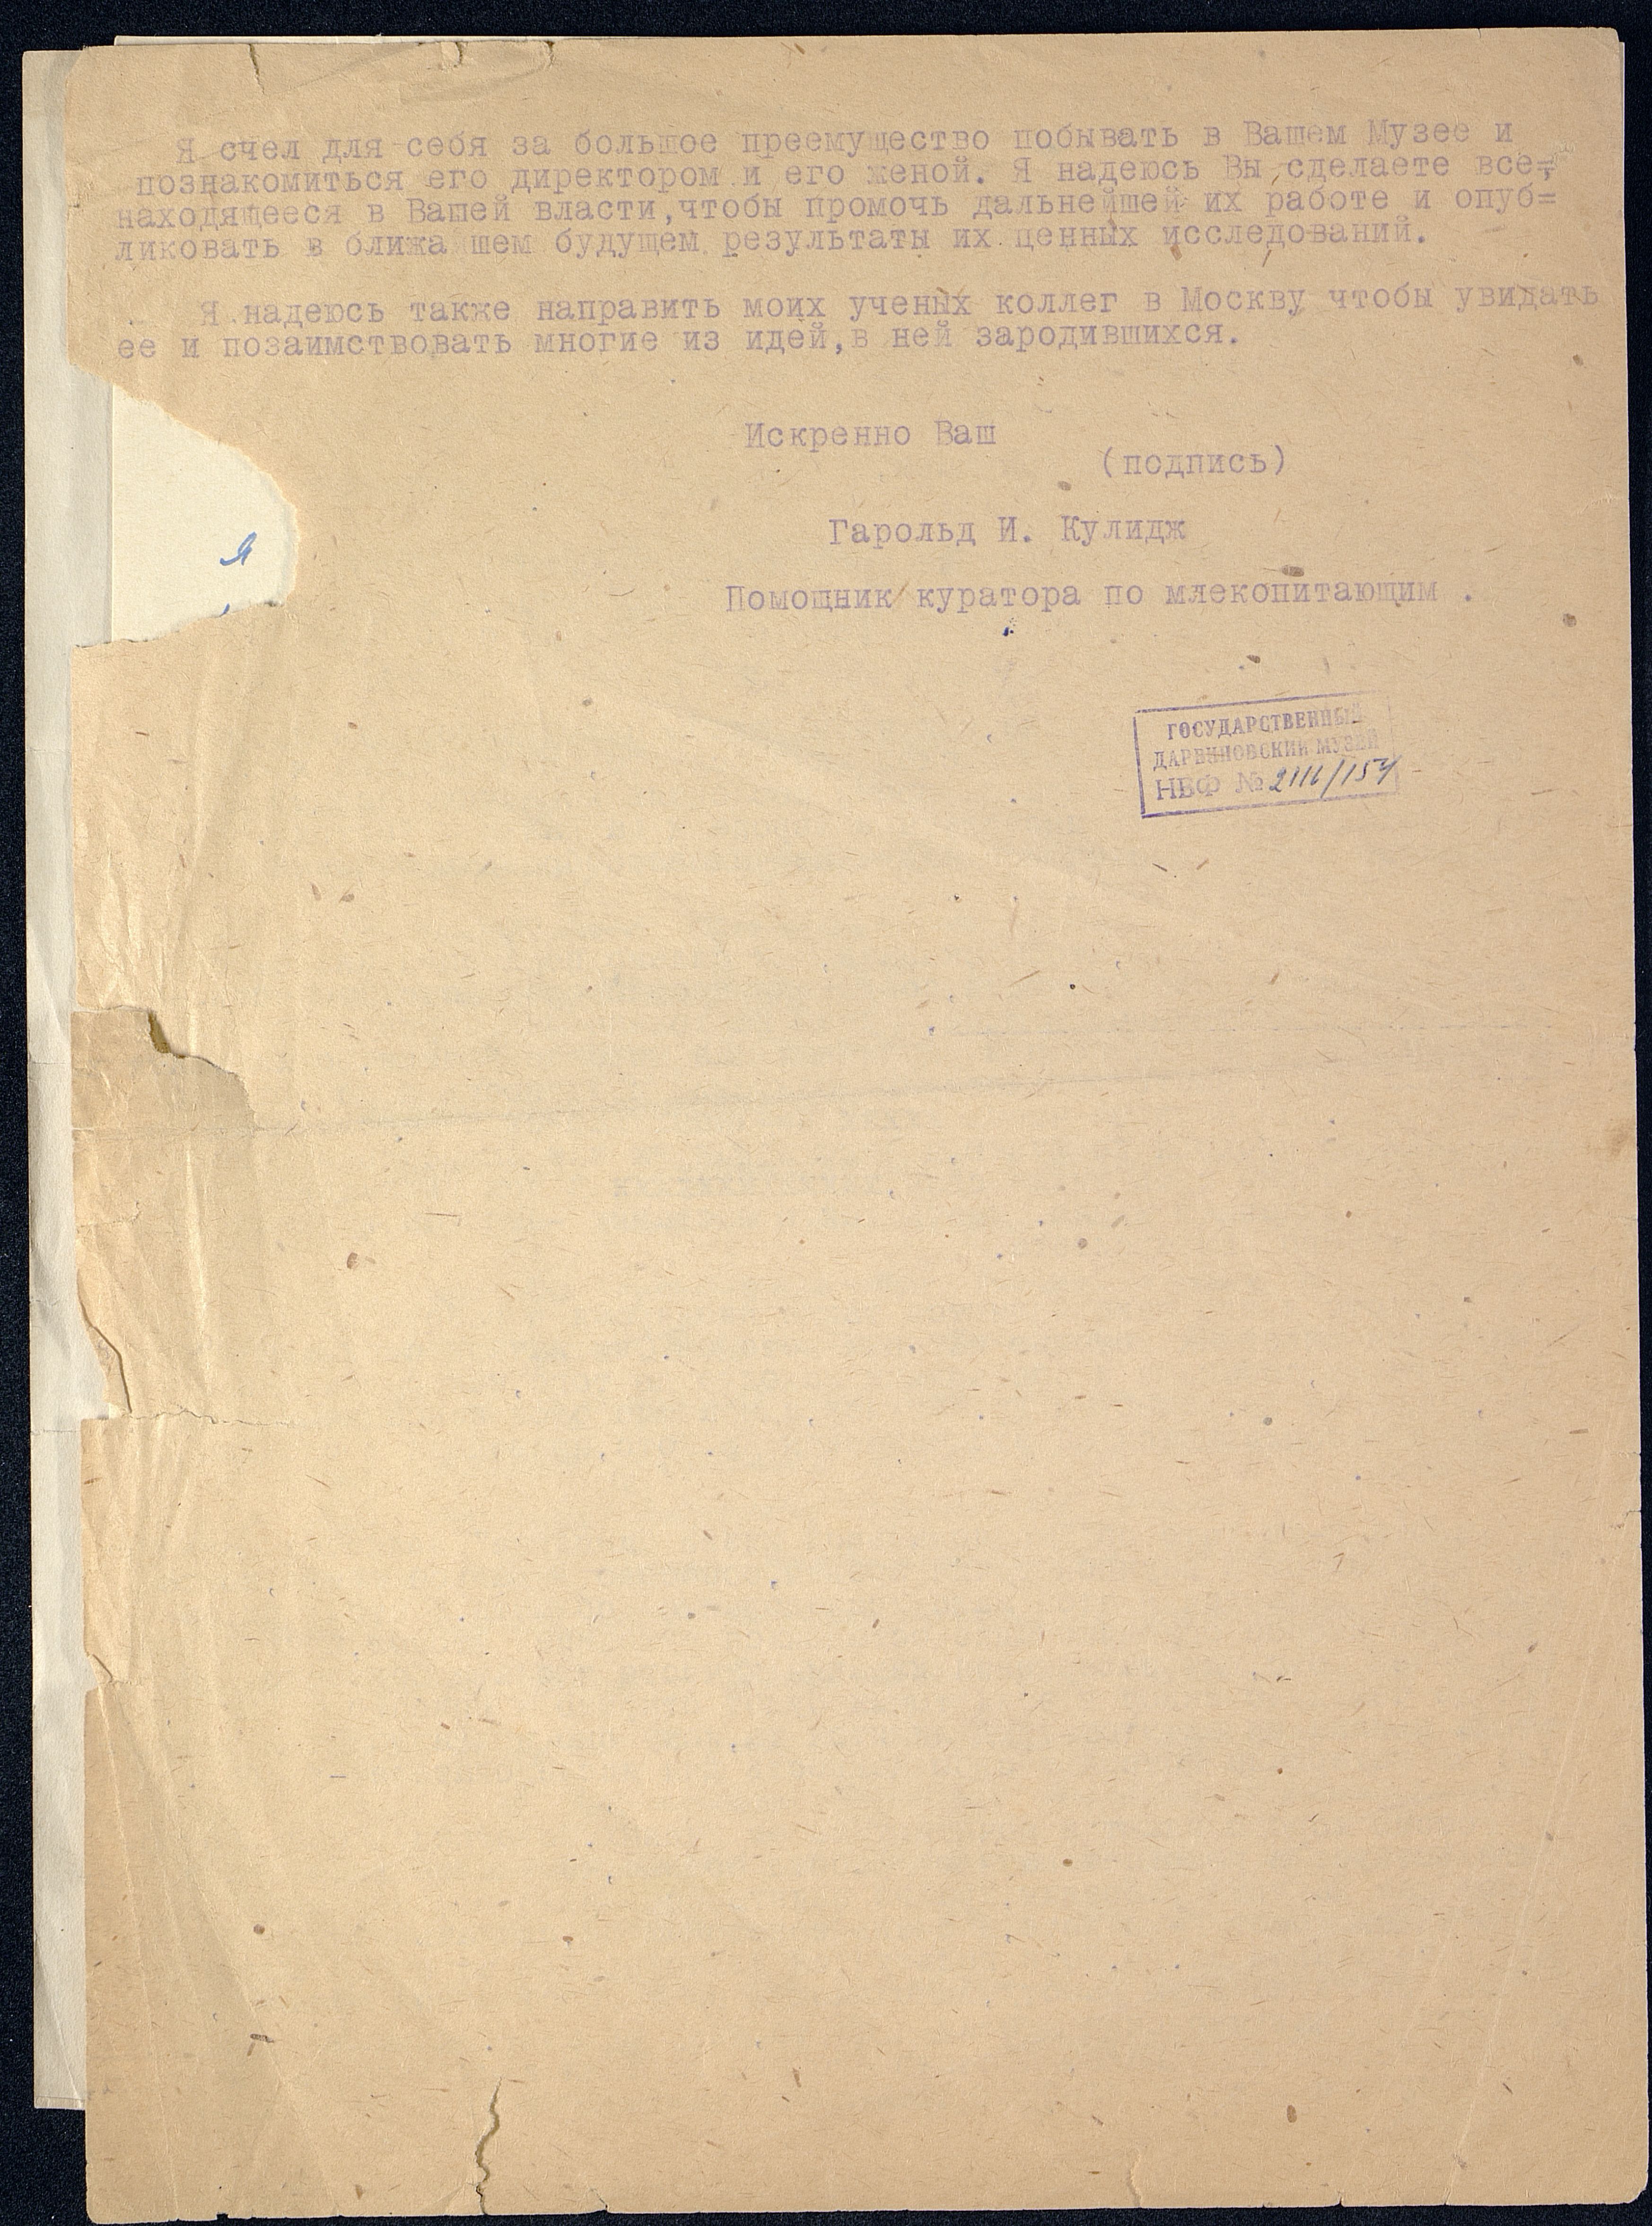 Я счел для себя за большое преемущество побывать в Вашем Музее и
познакомиться его директором и его женой. Я надеюсь Вы, сделаете все,
находящееся в Вашей власти,чтобы промочь дальнейшей их работе и опуб=
ликовать в ближа шем будущем результаты их ценных исследований.
Я надеюсь также направить моих ученых коллег в Москву чтобы увидать
ее и позаимствовать многие из идей,в ней зародившихся.
Искренно Ваш
(подпись)
Гарольд И. Кулидж
я
Помощник куратора по млекопитающим .
ГОСУДАРСТВЕННЫЙ
ДАРВИНОВСКИЙ МУЗЕЙ
НВФ № 2116/154